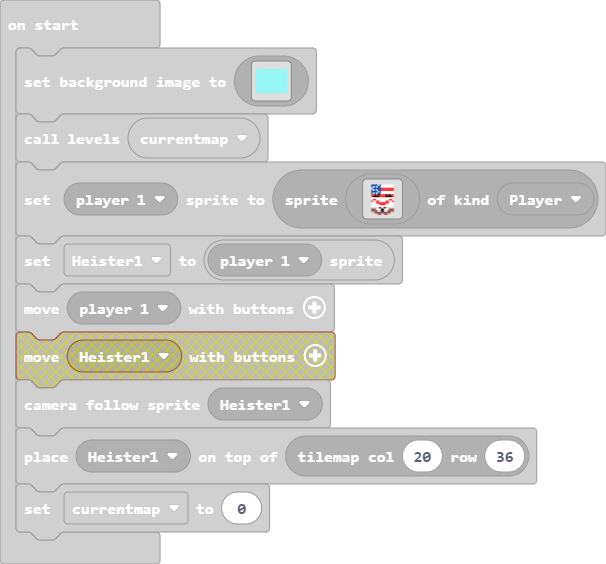 on start
set background image to
call levels currentmap
set player 1 sprite to sprite of kind Player
set Heister1 to player 1 sprite
move player 1 with buttons
move Heister1 with buttons
camera follow sprite Heister1
place Heister1 on top of tilemap col 20 row 36
set currentmap to 0